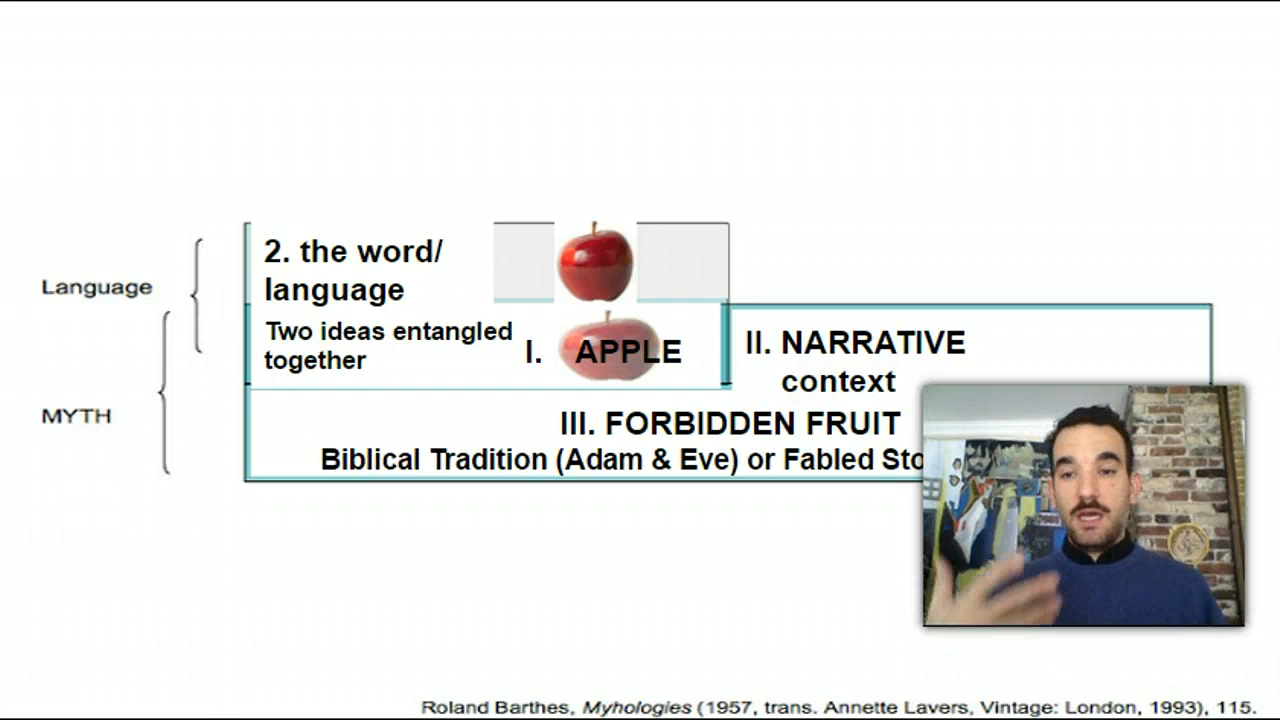 2. the word/
language
Language
Two ideas entangled
together
I. APPLE
II. NARRATIVE
context
MYTH
III. FORBIDDEN FRUIT
Biblical Tradition (Adam & Eve) or Fabled
Roland Barthes, Myhologies (1957, trans. Annette Lavers, Vintage: London, 1993), 115.